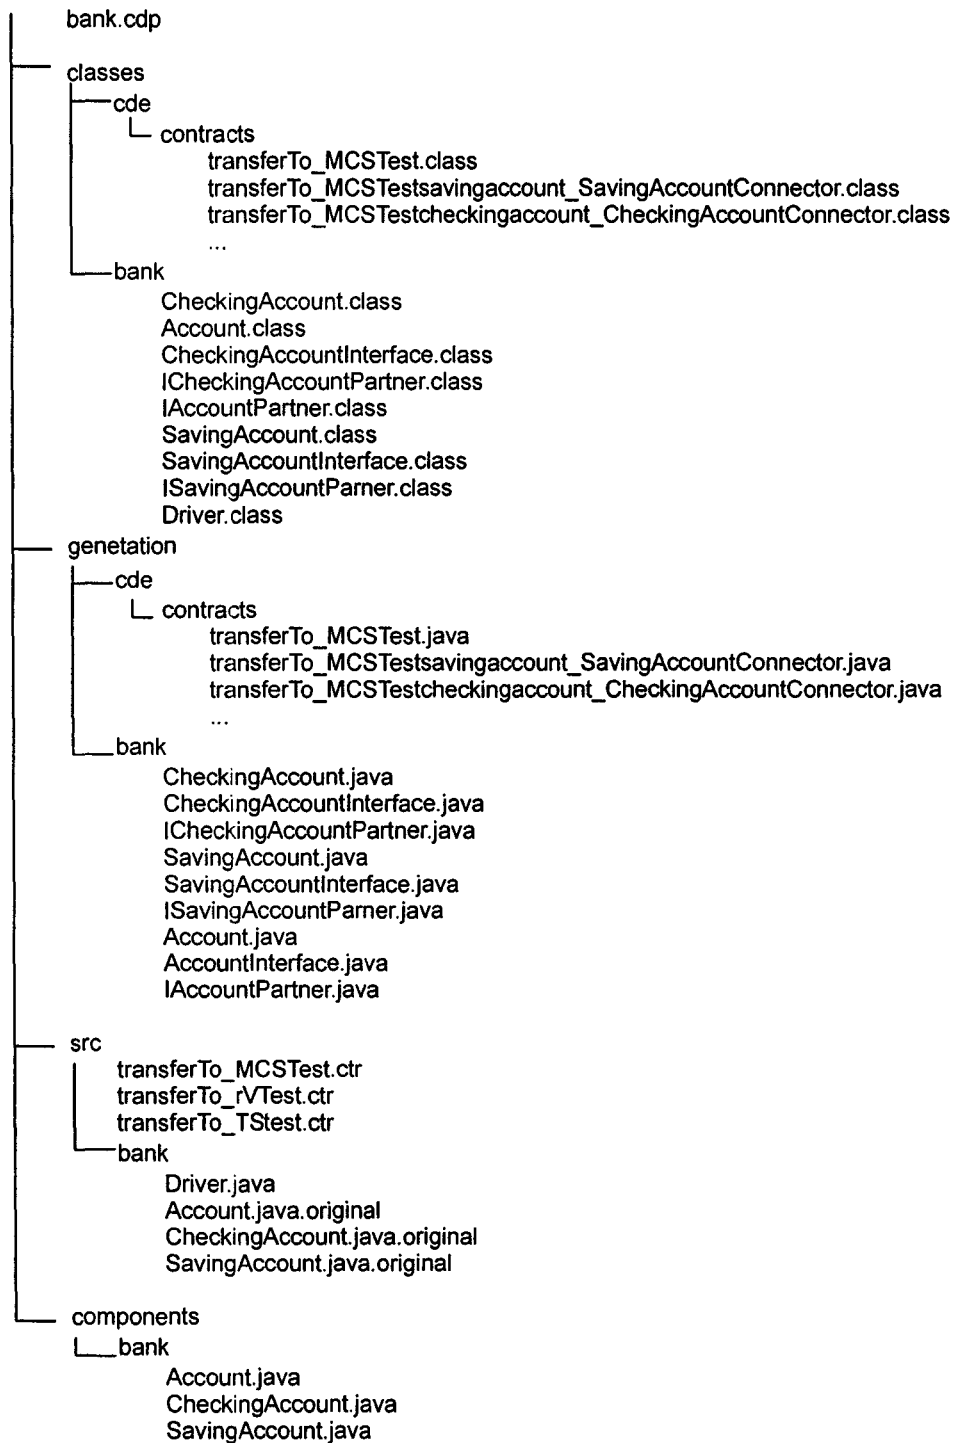 bank.cdp
classes
cde
contracts
transferTo_MCSTest.class
transferTo_MCSTestsavingaccount_SavingAccountConnector.class
transferTo_MCSTestcheckingaccount_CheckingAccountConnector.class
...
bank
CheckingAccount.class
Account.class
CheckingAccountInterface.class
ICheckingAccountPartner.class
IAccountPartner.class
SavingAccount.class
SavingAccountInterface.class
ISavingAccountParner.class
Driver.class
genetation
cde
contracts
transferTo_MCSTest.java
transferTo_MCSTestsavingaccount_SavingAccountConnector.java
transferTo_MCSTestcheckingaccount_CheckingAccountConnector.java
...
bank
CheckingAccount.java
CheckingAccountInterface.java
ICheckingAccountPartner.java
SavingAccount.java
SavingAccountInterface.java
ISavingAccountParner.java
Account.java
AccountInterface.java
IAccountPartner.java
src
transferTo_MCSTest.ctr
transferTo_rVTest.ctr
transferTo_TStest.ctr
bank
Driver.java
Account.java.original
CheckingAccount.java.original
SavingAccount.java.original
components
bank
Account.java
CheckingAccount.java
SavingAccount.java